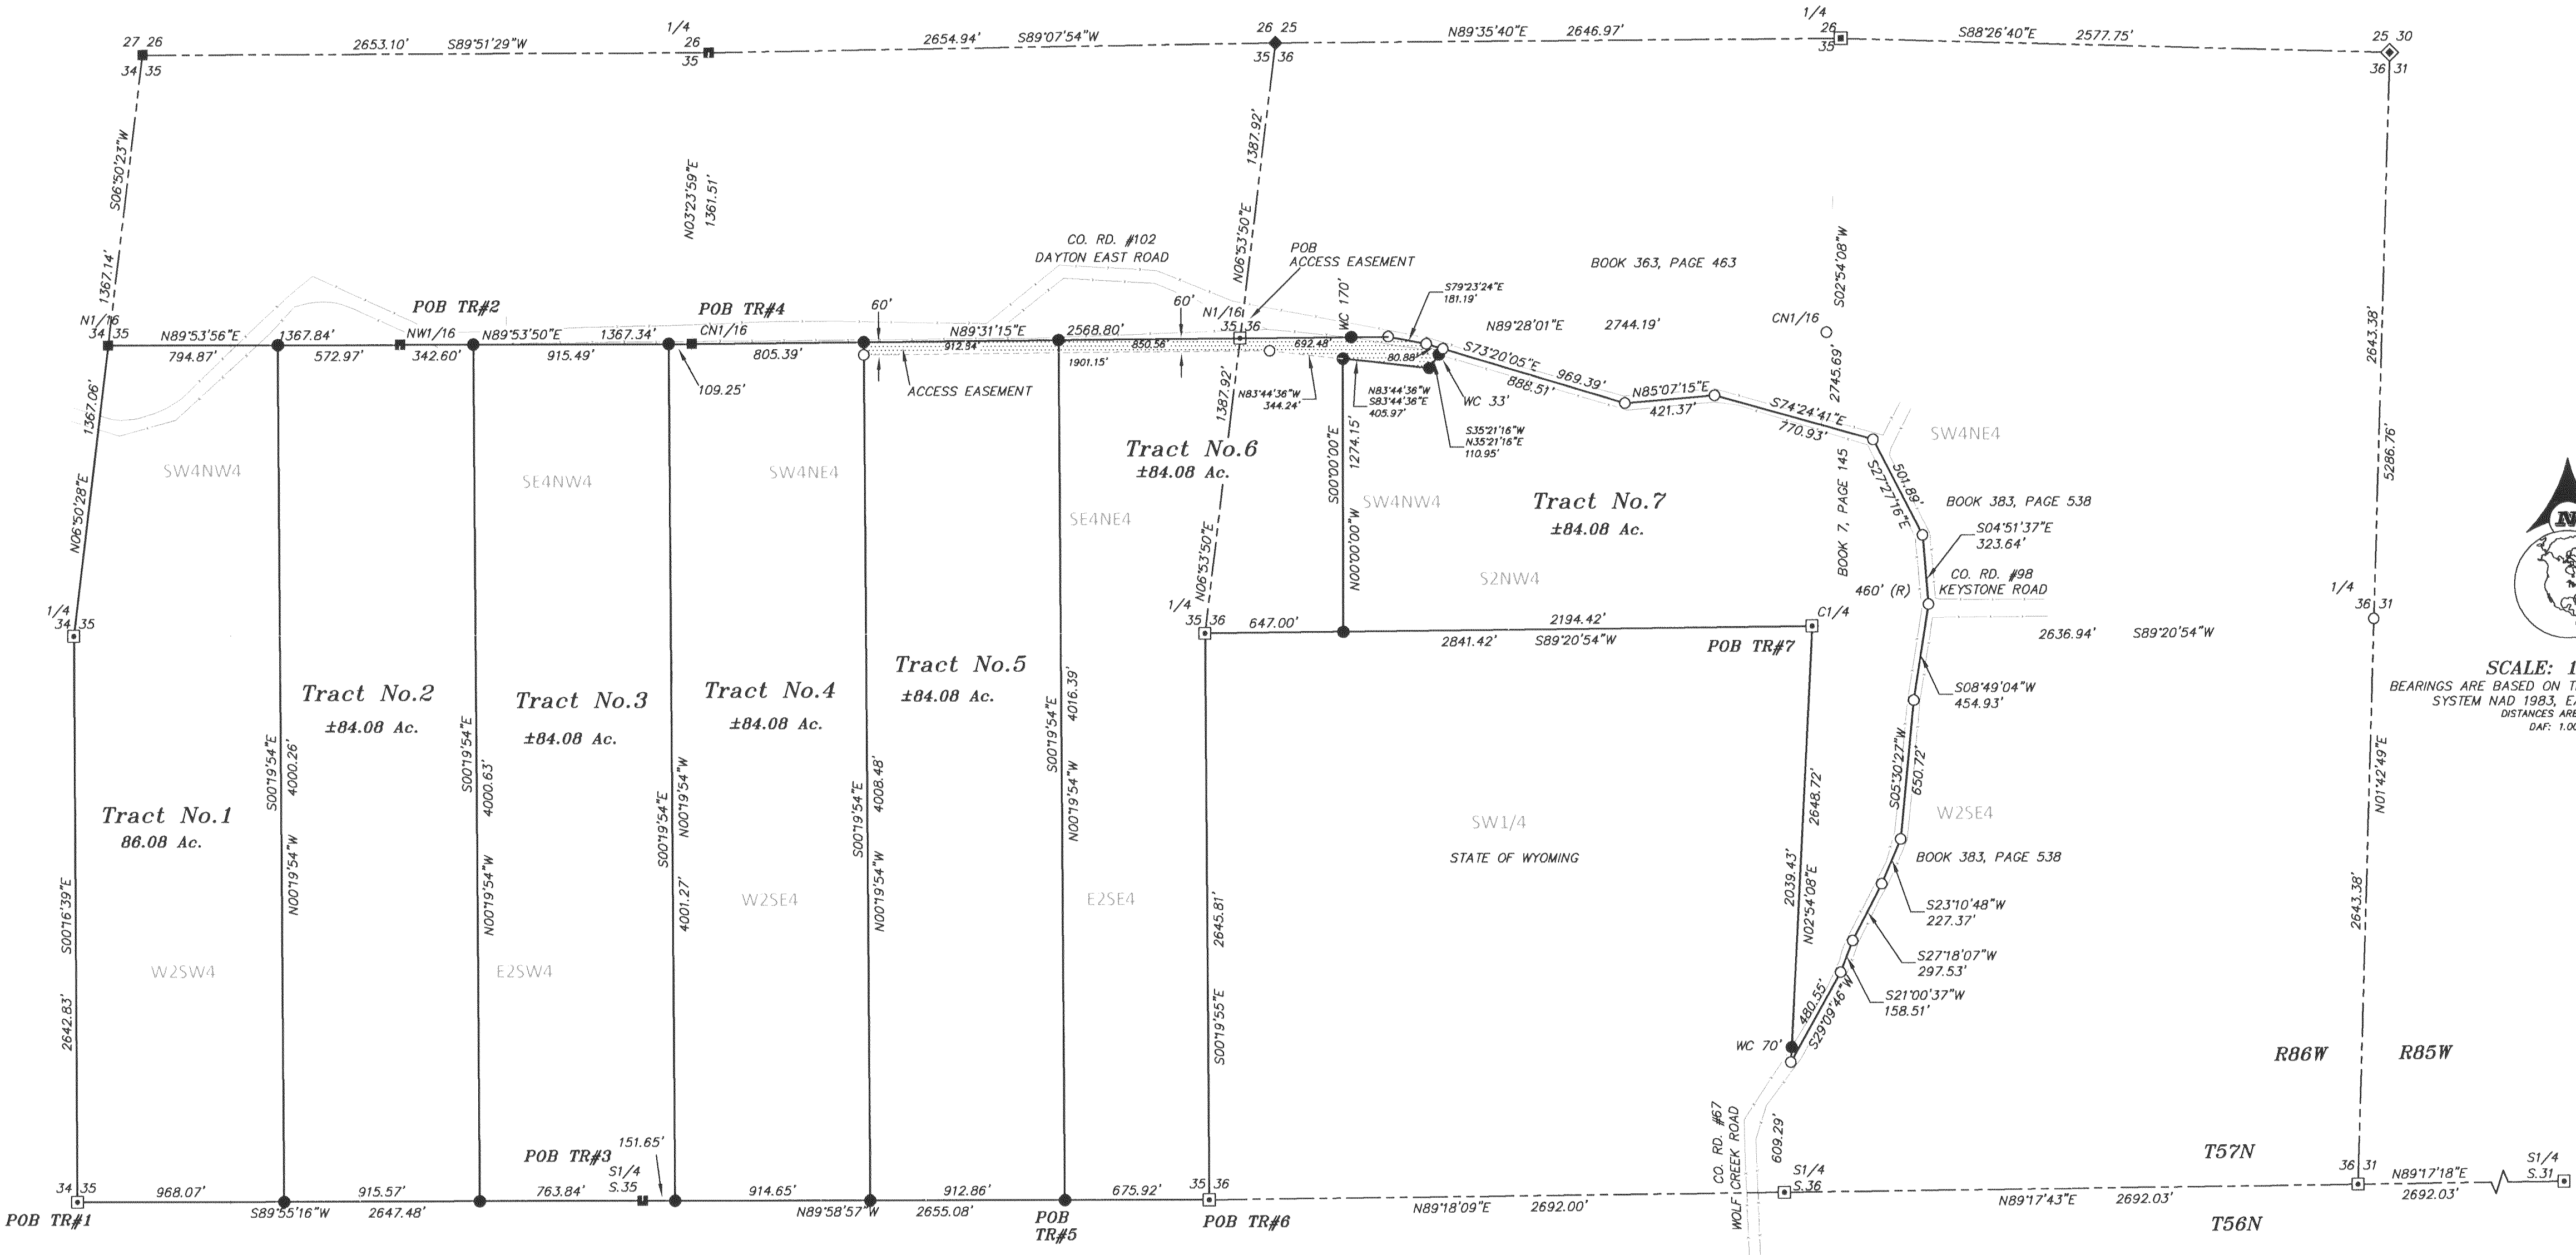 27 26
34 35
2653.10' S89°51'29"W
1/4
26
35
2654.94' S89°07'54"W
26 25
35 36
N89°35'40"E 2646.97'
1/4
26
35
S88°26'40"E 2577.75'
25 30
36 31
S06°50'23"W
1367.14'
N03°23'59"E
1361.51'
N06°53'50"E
1387.92'
CO. RD. #102
DAYTON EAST ROAD
POB
ACCESS EASEMENT
BOOK 363, PAGE 463
S02°54'08"W
2745.69'
CN1/16
2643.38'
5286.76'
N1/16
34 35
N89°53'56"E 1367.84'
794.87'
572.97'
POB TR#2
NW1/16
342.60'
N89°53'50"E 1367.34'
915.49'
POB TR#4
CN1/16
109.25'
805.39'
60'
N89°31'15"E 2568.80'
912.94'
1901.15'
850.56'
60'
N1/16
35 36
692.48'
WC 170'
S79°23'24"E
181.19'
N89°28'01"E 2744.19'
ACCESS EASEMENT
N83°44'36"W
344.24'
N83°44'36"W
S83°44'36"E
405.97'
80.88'
WC 33'
S35°21'16"W
N35°21'16"E
110.95'
S73°20'05"E 969.39'
888.51'
N85°07'15"E
421.37'
S74°24'41"E
770.93'
SW4NE4
BOOK 7, PAGE 145
S27°27'16"E
501.89'
BOOK 383, PAGE 538
S04°51'37"E
323.64'
CO. RD. #98
KEYSTONE ROAD
460' (R)
1367.06'
N06°50'28"E
1387.92'
N06°53'50"E
S00°00'00"E 1274.15'
N00°00'00"W
SW4NW4
SE4NW4
SW4NE4
Tract No.6
±84.08 Ac.
SE4NE4
SW4NW4
Tract No.7
±84.08 Ac.
S2NW4
N
1/4
34 35
1/4
35 36
647.00'
2194.42'
2841.42' S89°20'54"W
C1/4
POB TR#7
2636.94' S89°20'54"W
1/4
36 31
SCALE: 1
BEARINGS ARE BASED ON T
SYSTEM NAD 1983, EA
DISTANCES ARE
DAF: 1.00
Tract No.1
86.08 Ac.
Tract No.2
±84.08 Ac.
Tract No.3
±84.08 Ac.
Tract No.4
±84.08 Ac.
Tract No.5
±84.08 Ac.
S00°19'54"E
4000.26'
N00°19'54"W
S00°19'54"E
4000.63'
N00°19'54"W
S00°19'54"E
N00°19'54"W
4001.27'
S00°19'54"E
4008.48'
N00°19'54"W
S00°19'54"E
4016.39'
N00°19'54"W
S00°16'39"E
2642.83'
2645.81'
S00°19'55"E
W2SW4
E2SW4
W2SE4
E2SE4
SW1/4
STATE OF WYOMING
2648.72'
2039.43'
N02°54'08"E
S08°49'04"W
454.93'
S05°30'27"W
650.72'
W2SE4
BOOK 383, PAGE 538
S23°10'48"W
227.37'
S27°18'07"W
297.53'
S21°00'37"W
158.51'
480.55'
S29°09'46"W
WC 70'
N01°42'49"E
2643.38'
R86W
R85W
CO. RD. #67
WOLF CREEK ROAD
609.29'
34 35
POB TR#1
968.07'
S89°55'16"W 2647.48'
915.57'
POB TR#3
763.84'
151.65'
S1/4
S.35
914.65'
N89°58'57"W 2655.08'
912.86'
POB
TR#5
675.92'
35 36
POB TR#6
N89°18'09"E 2692.00'
S1/4
S.36
N89°17'43"E 2692.03'
T57N
T56N
36 31
N89°17'18"E
2692.03'
S1/4
S.31